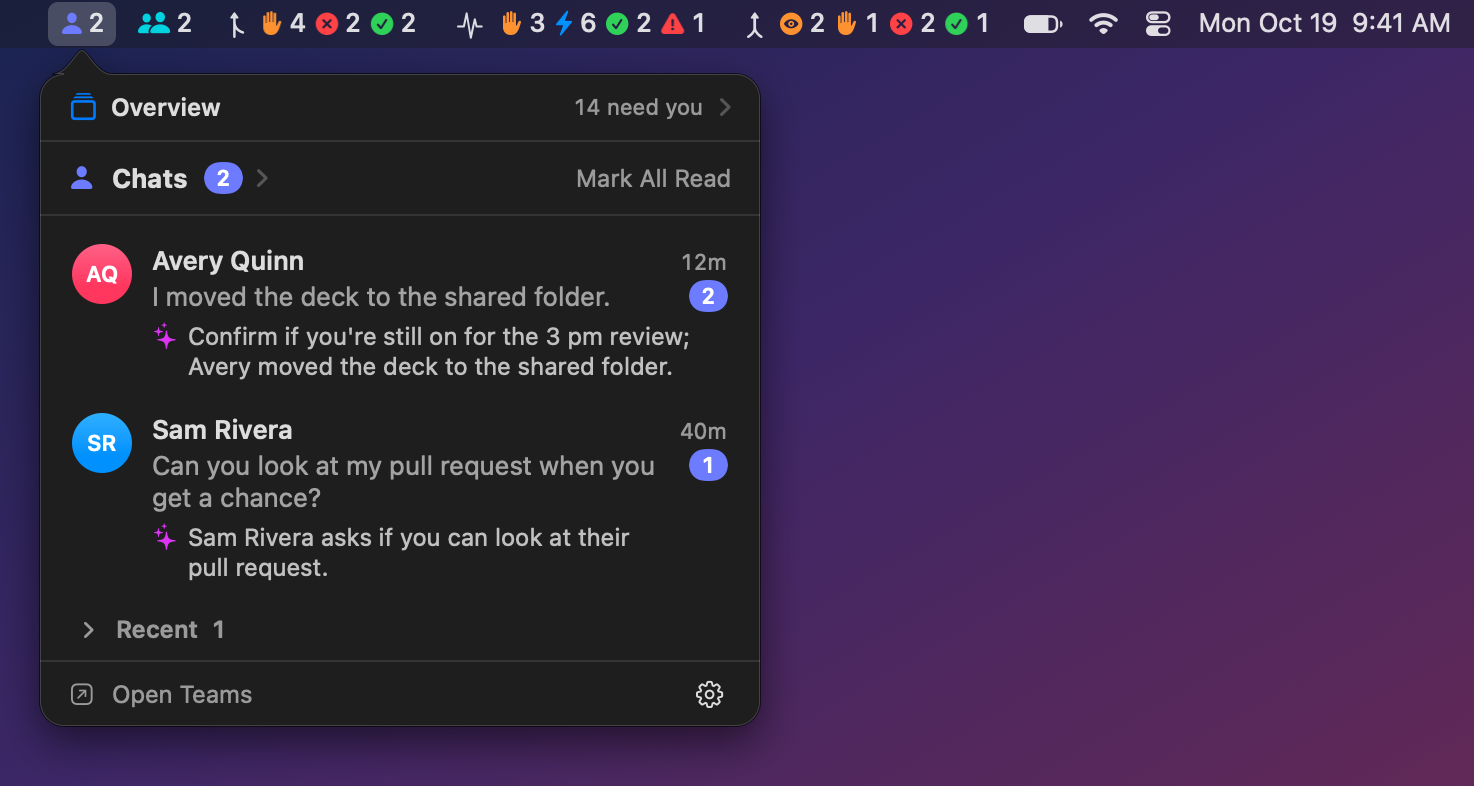 2 2 4 2 2 3 6 2 1 2 1 2 1 Mon Oct 19 9:41 AM
Overview 14 need you
Chats 2 Mark All Read
AQ Avery Quinn 12m
I moved the deck to the shared folder. 2
Confirm if you're still on for the 3 pm review;
Avery moved the deck to the shared folder.
SR Sam Rivera 40m
Can you look at my pull request when you 1
get a chance?
Sam Rivera asks if you can look at their
pull request.
Recent 1
Open Teams